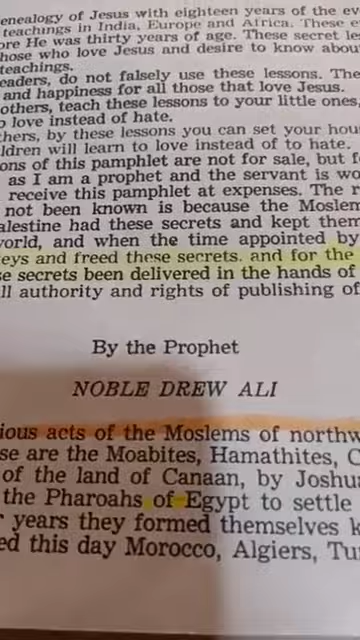 enealogy of Jesus with eighteen years of the ev
teachings in India, Europe and Africa. These
ore He was thirty years of age. These secret les
hose who love Jesus and desire to know about
teachings.
eaders, do not falsely use these lessons. The
and happiness for all those that love Jesus.
others, teach these lessons to your little ones,
o love instead of hate.
hers, by these lessons you can set your hou
ldren will learn to love instead of to hate.
ons of this pamphlet are not for sale, but f
as I am a prophet and the servant is wo
receive this pamphlet at expenses. The r
not been known is because the Moslem
alestine had these secrets and kept them
world, and when the time appointed by
eys and freed these secrets. and for the
se secrets been delivered in the hands of
ll authority and rights of publishing of
By the Prophet
NOBLE DREW ALI
ious acts of the Moslems of northw
se are the Moabites, Hamathites, C
of the land of Canaan, by Joshua
the Pharoahs of Egypt to settle
years they formed themselves k
ed this day Morocco, Algiers, Tu